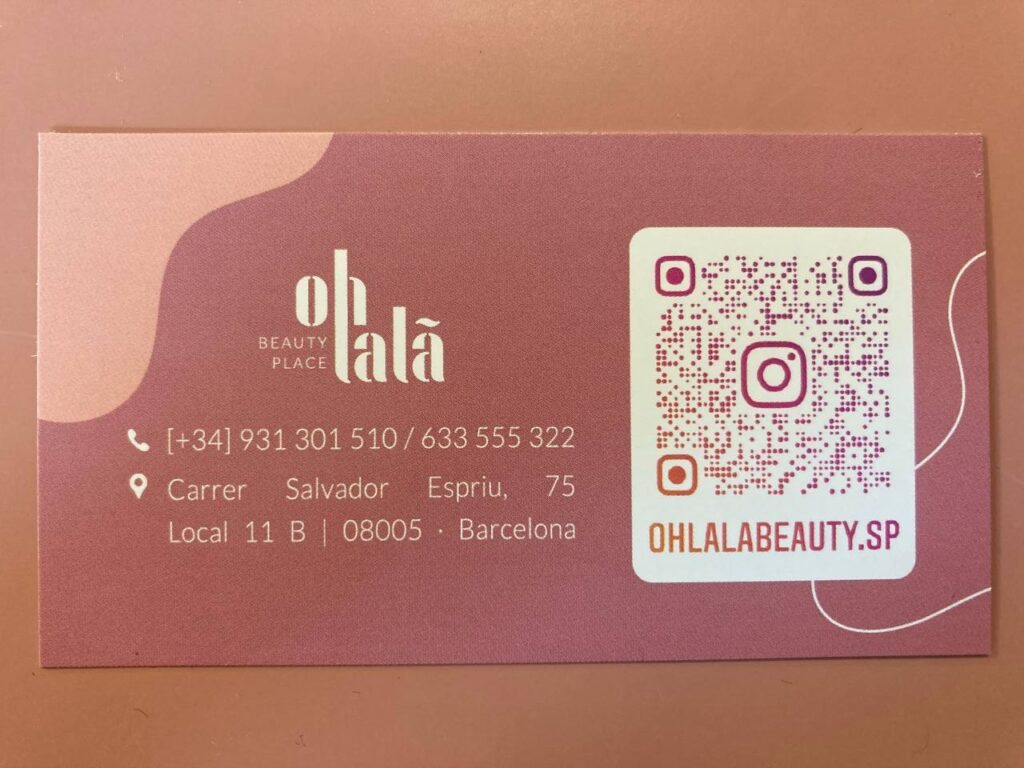 oh
lalã
BEAUTY
PLACE
[+34] 931 301 510 / 633 555 322
Carrer Salvador Espriu, 75
Local 11 B | 08005 · Barcelona
OHLALABEAUTY.SP